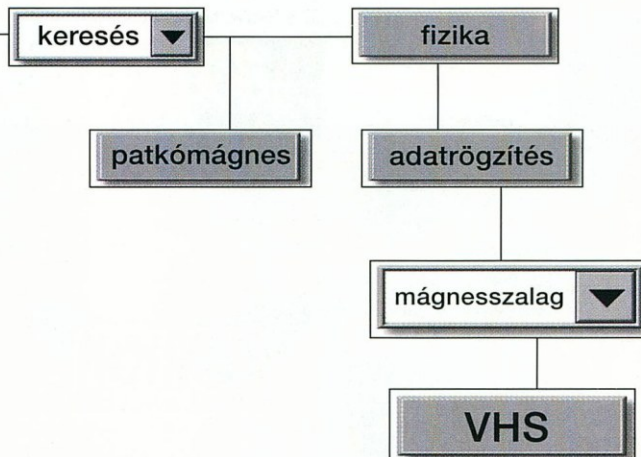 keresés
fizika
patkómágnes
adatrögzítés
mágnesszalag
VHS